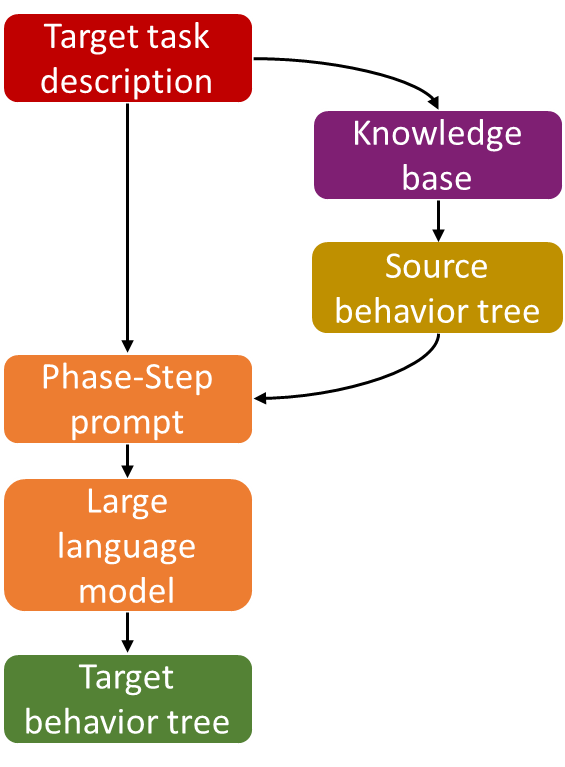 Target task
description
Knowledge
base
Source
behavior tree
Phase-Step
prompt
Large
language
model
Target
behavior tree